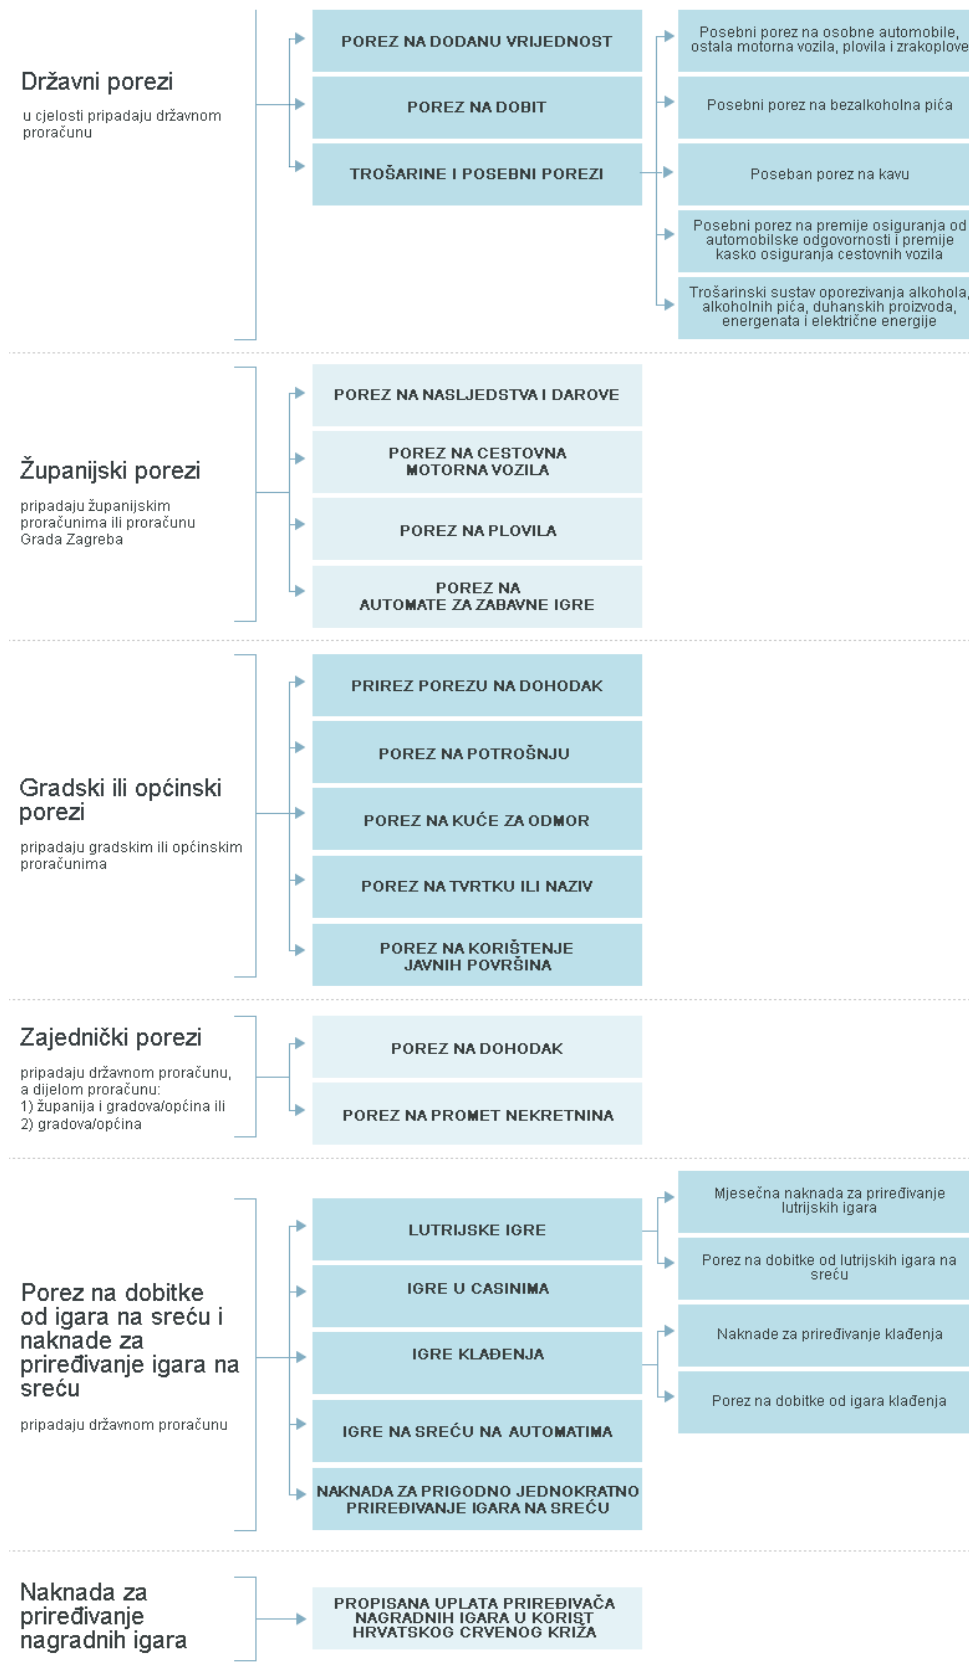 Državni porezi
u cjelosti pripadaju državnom
proračunu
POREZ NA DODANU VRIJEDNOST
POREZ NA DOBIT
TROŠARINE I POSEBNI POREZI
Posebni porez na osobne automobile,
ostala motorna vozila, plovila i zrakoplove
Posebni porez na bezalkoholna pića
Poseban porez na kavu
Posebni porez na premije osiguranja od
automobilske odgovornosti i premije
kasko osiguranja cestovnih vozila
Trošarinski sustav oporezivanja alkohola,
alkoholnih pića, duhanskih proizvoda,
energenata i električne energije
Županijski porezi
pripadaju županijskim
proračunima ili proračunu
Grada Zagreba
POREZ NA NASLJEDSTVA I DAROVE
POREZ NA CESTOVNA
MOTORNA VOZILA
POREZ NA PLOVILA
POREZ NA
AUTOMATE ZA ZABAVNE IGRE
Gradski ili općinski
porezi
pripadaju gradskim ili općinskim
proračunima
PRIREZ POREZU NA DOHODAK
POREZ NA POTROŠNJU
POREZ NA KUĆE ZA ODMOR
POREZ NA TVRTKU ILI NAZIV
POREZ NA KORIŠTENJE
JAVNIH POVRŠINA
Zajednički porezi
pripadaju državnom proračunu,
a dijelom proračunu:
1) županija i gradova/općina ili
2) gradova/općina
POREZ NA DOHODAK
POREZ NA PROMET NEKRETNINA
Porez na dobitke
od igara na sreću i
naknade za
priređivanje igara na
sreću
pripadaju državnom proračunu
LUTRIJSKE IGRE
IGRE U CASINIMA
IGRE KLAĐENJA
IGRE NA SREĆU NA AUTOMATIMA
NAKNADA ZA PRIGODNO JEDNOKRATNO
PRIREĐIVANJE IGARA NA SREĆU
Mjesečna naknada za priređivanje
lutrijskih igara
Porez na dobitke od lutrijskih igara na
sreću
Naknade za priređivanje klađenja
Porez na dobitke od igara klađenja
Naknada za
priređivanje
nagradnih igara
PROPISANA UPLATA PRIREĐIVAČA
NAGRADNIH IGARA U KORIST
HRVATSKOG CRVENOG KRIŽA